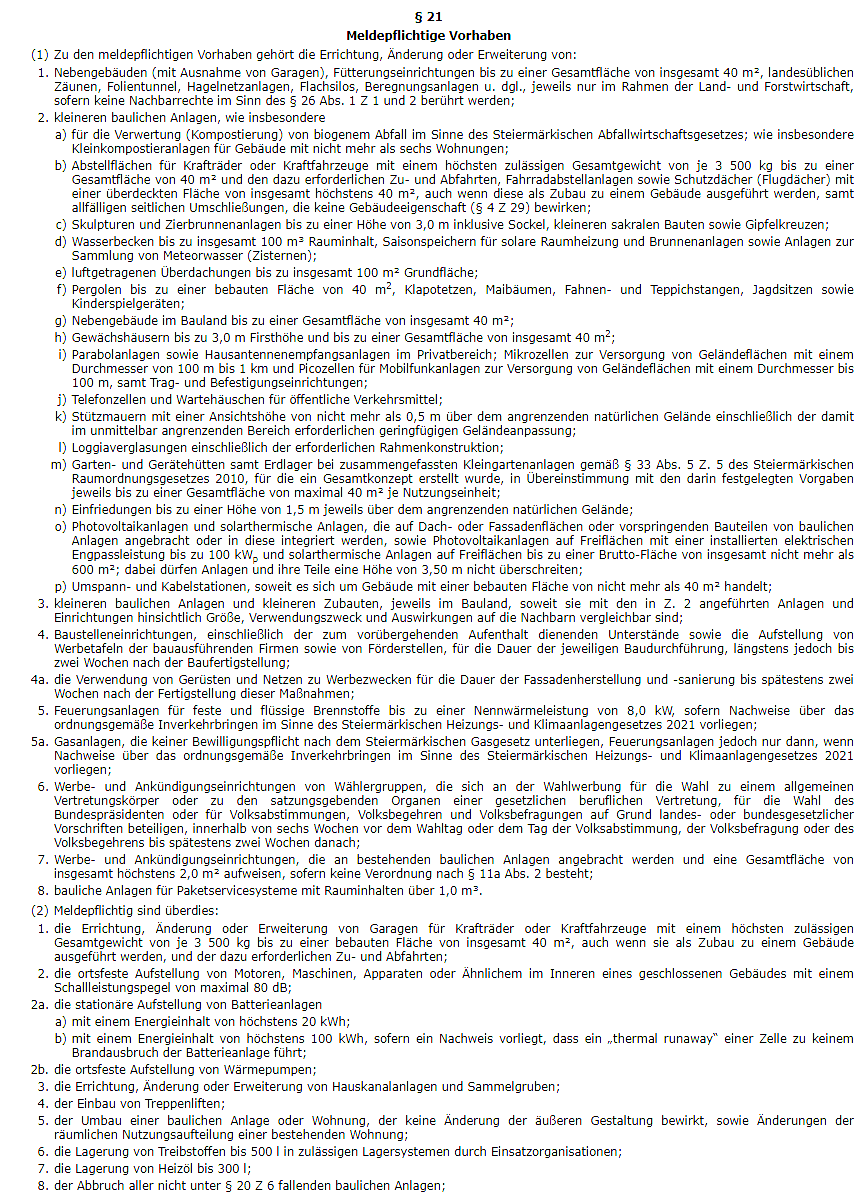 § 21
Meldepflichtige Vorhaben
(1) Zu den meldepflichtigen Vorhaben gehört die Errichtung, Änderung oder Erweiterung von:
1. Nebengebäuden (mit Ausnahme von Garagen), Fütterungseinrichtungen bis zu einer Gesamtfläche von insgesamt 40 m², landesüblichen
Zäunen, Folientunnel, Hagelnetzanlagen, Flachsilos, Beregnungsanlagen u. dgl., jeweils nur im Rahmen der Land- und Forstwirtschaft,
sofern keine Nachbarrechte im Sinn des § 26 Abs. 1 Z 1 und 2 berührt werden;
2. kleineren baulichen Anlagen, wie insbesondere
a) für die Verwertung (Kompostierung) von biogenem Abfall im Sinne des Steiermärkischen Abfallwirtschaftsgesetzes; wie insbesondere
Kleinkompostieranlagen für Gebäude mit nicht mehr als sechs Wohnungen;
b) Abstellflächen für Krafträder oder Kraftfahrzeuge mit einem höchsten zulässigen Gesamtgewicht von je 3 500 kg bis zu einer
Gesamtfläche von 40 m² und den dazu erforderlichen Zu- und Abfahrten, Fahrradabstellanlagen sowie Schutzdächer (Flugdächer) mit
einer überdeckten Fläche von insgesamt höchstens 40 m², auch wenn diese als Zubau zu einem Gebäude ausgeführt werden, samt
allfälligen seitlichen Umschließungen, die keine Gebäudeeigenschaft (§ 4 Z 29) bewirken;
c) Skulpturen und Zierbrunnenanlagen bis zu einer Höhe von 3,0 m inklusive Sockel, kleineren sakralen Bauten sowie Gipfelkreuzen;
d) Wasserbecken bis zu insgesamt 100 m³ Rauminhalt, Saisonspeichern für solare Raumheizung und Brunnenanlagen sowie Anlagen zur
Sammlung von Meteorwasser (Zisternen);
e) luftgetragenen Überdachungen bis zu insgesamt 100 m² Grundfläche;
f) Pergolen bis zu einer bebauten Fläche von 40 m², Klapotetzen, Maibäumen, Fahnen- und Teppichstangen, Jagdsitzen sowie
Kinderspielgeräten;
g) Nebengebäude im Bauland bis zu einer Gesamtfläche von insgesamt 40 m²;
h) Gewächshäusern bis zu 3,0 m Firsthöhe und bis zu einer Gesamtfläche von insgesamt 40 m²;
i) Parabolanlagen sowie Hausantennenempfangsanlagen im Privatbereich; Mikrozellen zur Versorgung von Geländeflächen mit einem
Durchmesser von 100 m bis 1 km und Picozellen für Mobilfunkanlagen zur Versorgung von Geländeflächen mit einem Durchmesser bis
100 m, samt Trag- und Befestigungseinrichtungen;
j) Telefonzellen und Wartehäuschen für öffentliche Verkehrsmittel;
k) Stützmauern mit einer Ansichtshöhe von nicht mehr als 0,5 m über dem angrenzenden natürlichen Gelände einschließlich der damit
im unmittelbar angrenzenden Bereich erforderlichen geringfügigen Geländeanpassung;
l) Loggiaverglasungen einschließlich der erforderlichen Rahmenkonstruktion;
m) Garten- und Gerätehütten samt Erdlager bei zusammengefassten Kleingartenanlagen gemäß § 33 Abs. 5 Z. 5 des Steiermärkischen
Raumordnungsgesetzes 2010, für die ein Gesamtkonzept erstellt wurde, in Übereinstimmung mit den darin festgelegten Vorgaben
jeweils bis zu einer Gesamtfläche von maximal 40 m² je Nutzungseinheit;
n) Einfriedungen bis zu einer Höhe von 1,5 m jeweils über dem angrenzenden natürlichen Gelände;
o) Photovoltaikanlagen und solarthermische Anlagen, die auf Dach- oder Fassadenflächen oder vorspringenden Bauteilen von baulichen
Anlagen angebracht oder in diese integriert werden, sowie Photovoltaikanlagen auf Freiflächen mit einer installierten elektrischen
Engpassleistung bis zu 100 kWp und solarthermische Anlagen auf Freiflächen bis zu einer Brutto-Fläche von insgesamt nicht mehr als
600 m²; dabei dürfen Anlagen und ihre Teile eine Höhe von 3,50 m nicht überschreiten;
p) Umspann- und Kabelstationen, soweit es sich um Gebäude mit einer bebauten Fläche von nicht mehr als 40 m² handelt;
3. kleineren baulichen Anlagen und kleineren Zubauten, jeweils im Bauland, soweit sie mit den in Z. 2 angeführten Anlagen und
Einrichtungen hinsichtlich Größe, Verwendungszweck und Auswirkungen auf die Nachbarn vergleichbar sind;
4. Baustelleneinrichtungen, einschließlich der zum vorübergehenden Aufenthalt dienenden Unterstände sowie die Aufstellung von
Werbetafeln der bauausführenden Firmen sowie von Förderstellen, für die Dauer der jeweiligen Baudurchführung, längstens jedoch bis
zwei Wochen nach der Baufertigstellung;
4a. die Verwendung von Gerüsten und Netzen zu Werbezwecken für die Dauer der Fassadenherstellung und -sanierung bis spätestens zwei
Wochen nach der Fertigstellung dieser Maßnahmen;
5. Feuerungsanlagen für feste und flüssige Brennstoffe bis zu einer Nennwärmeleistung von 8,0 kW, sofern Nachweise über das
ordnungsgemäße Inverkehrbringen im Sinne des Steiermärkischen Heizungs- und Klimaanlagengesetzes 2021 vorliegen;
5a. Gasanlagen, die keiner Bewilligungspflicht nach dem Steiermärkischen Gasgesetz unterliegen, Feuerungsanlagen jedoch nur dann, wenn
Nachweise über das ordnungsgemäße Inverkehrbringen im Sinne des Steiermärkischen Heizungs- und Klimaanlagengesetzes 2021
vorliegen;
6. Werbe- und Ankündigungseinrichtungen von Wählergruppen, die sich an der Wahlwerbung für die Wahl zu einem allgemeinen
Vertretungskörper oder zu den satzungsgebenden Organen einer gesetzlichen beruflichen Vertretung, für die Wahl des
Bundespräsidenten oder für Volksabstimmungen, Volksbegehren und Volksbefragungen auf Grund landes- oder bundesgesetzlicher
Vorschriften beteiligen, innerhalb von sechs Wochen vor dem Wahltag oder dem Tag der Volksabstimmung, der Volksbefragung oder des
Volksbegehrens bis spätestens zwei Wochen danach;
7. Werbe- und Ankündigungseinrichtungen, die an bestehenden baulichen Anlagen angebracht werden und eine Gesamtfläche von
insgesamt höchstens 2,0 m² aufweisen, sofern keine Verordnung nach § 11a Abs. 2 besteht;
8. bauliche Anlagen für Paketservicesysteme mit Rauminhalten über 1,0 m³.
(2) Meldepflichtig sind überdies:
1. die Errichtung, Änderung oder Erweiterung von Garagen für Krafträder oder Kraftfahrzeuge mit einem höchsten zulässigen
Gesamtgewicht von je 3 500 kg bis zu einer bebauten Fläche von insgesamt 40 m², auch wenn sie als Zubau zu einem Gebäude
ausgeführt werden, und der dazu erforderlichen Zu- und Abfahrten;
2. die ortsfeste Aufstellung von Motoren, Maschinen, Apparaten oder Ähnlichem im Inneren eines geschlossenen Gebäudes mit einem
Schallleistungspegel von maximal 80 dB;
2a. die stationäre Aufstellung von Batterieanlagen
a) mit einem Energieinhalt von höchstens 20 kWh;
b) mit einem Energieinhalt von höchstens 100 kWh, sofern ein Nachweis vorliegt, dass ein „thermal runaway“ einer Zelle zu keinem
Brandausbruch der Batterieanlage führt;
2b. die ortsfeste Aufstellung von Wärmepumpen;
3. die Errichtung, Änderung oder Erweiterung von Hauskanalanlagen und Sammelgruben;
4. der Einbau von Treppenliften;
5. der Umbau einer baulichen Anlage oder Wohnung, der keine Änderung der äußeren Gestaltung bewirkt, sowie Änderungen der
räumlichen Nutzungsaufteilung einer bestehenden Wohnung;
6. die Lagerung von Treibstoffen bis 500 l in zulässigen Lagersystemen durch Einsatzorganisationen;
7. die Lagerung von Heizöl bis 300 l;
8. der Abbruch aller nicht unter § 20 Z 6 fallenden baulichen Anlagen;